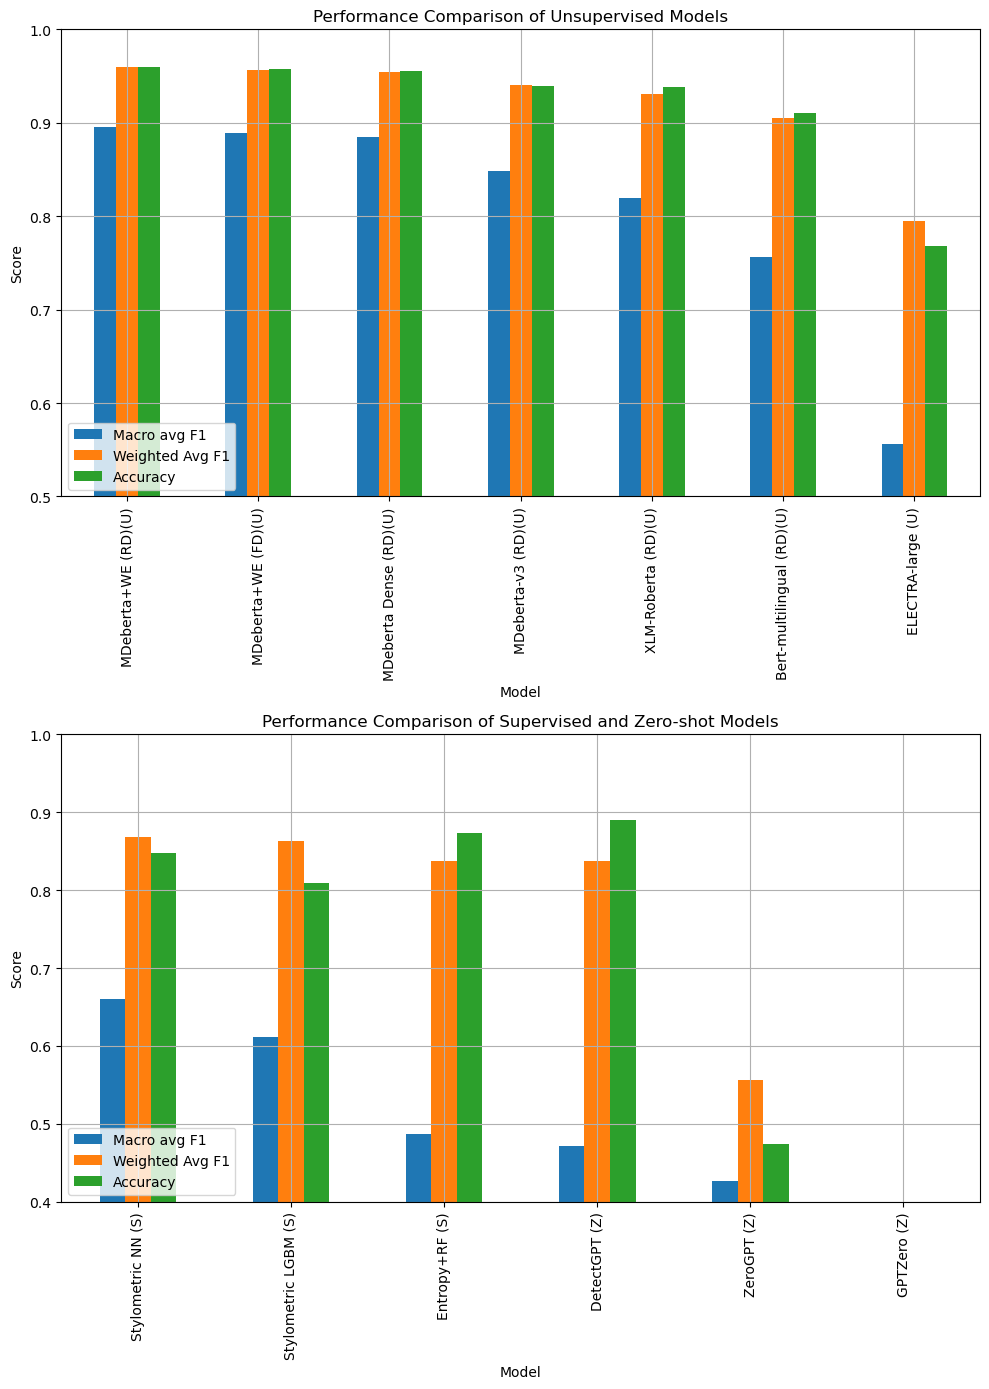 Performance Comparison of Unsupervised Models
1.0
0.9
0.8
0.7
0.6
0.5
Score
Macro avg F1
Weighted Avg F1
Accuracy
MDeberta+WE (RD)(U)
MDeberta+WE (FD)(U)
MDeberta Dense (RD)(U)
MDeberta-v3 (RD)(U)
XLM-Roberta (RD)(U)
Bert-multilingual (RD)(U)
ELECTRA-large (U)
Model
Performance Comparison of Supervised and Zero-shot Models
1.0
0.9
0.8
0.7
0.6
0.5
0.4
Score
Macro avg F1
Weighted Avg F1
Accuracy
Stylometric NN (S)
Stylometric LGBM (S)
Entropy+RF (S)
DetectGPT (Z)
ZeroGPT (Z)
GPTZero (Z)
Model